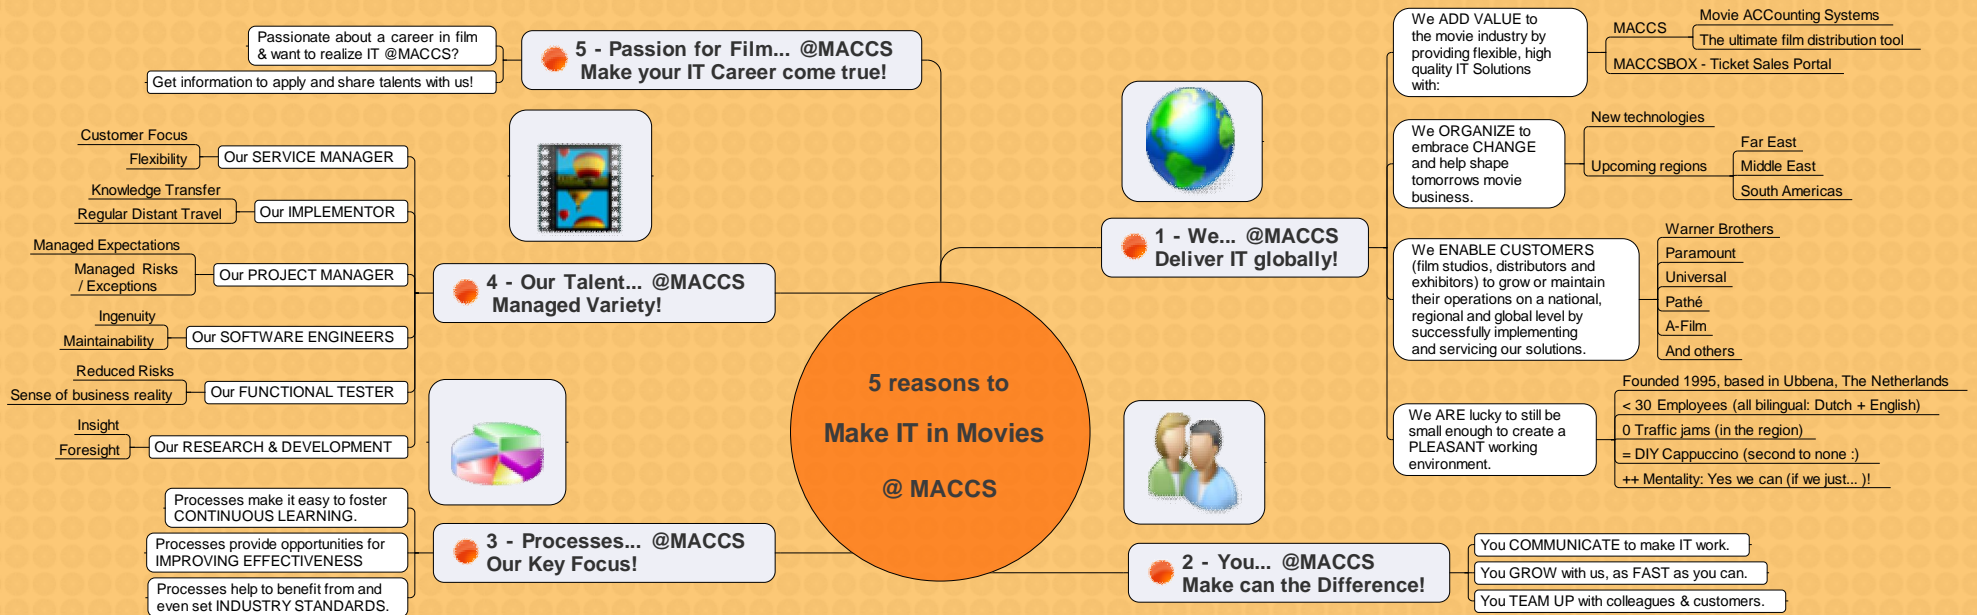 5 reasons to
Make IT in Movies
@ MACCS
1 - We... @MACCS
Deliver IT globally!
We ADD VALUE to
the movie industry by
providing flexible, high
quality IT Solutions
with:
MACCS
Movie ACCounting Systems
The ultimate film distribution tool
MACCSBOX - Ticket Sales Portal
We ORGANIZE to
embrace CHANGE
and help shape
tomorrows movie
business.
New technologies
Upcoming regions
Far East
Middle East
South Americas
We ENABLE CUSTOMERS
(film studios, distributors and
exhibitors) to grow or maintain
their operations on a national,
regional and global level by
successfully implementing
and servicing our solutions.
Warner Brothers
Paramount
Universal
Pathé
A-Film
And others
We ARE lucky to still be
small enough to create a
PLEASANT working
environment.
Founded 1995, based in Ubbena, The Netherlands
< 30 Employees (all bilingual: Dutch + English)
0 Traffic jams (in the region)
= DIY Cappuccino (second to none :)
++ Mentality: Yes we can (if we just... )!
2 - You... @MACCS
Make can the Difference!
You COMMUNICATE to make IT work.
You GROW with us, as FAST as you can.
You TEAM UP with colleagues & customers.
3 - Processes... @MACCS
Our Key Focus!
Processes make it easy to foster
CONTINUOUS LEARNING.
Processes provide opportunities for
IMPROVING EFFECTIVENESS
Processes help to benefit from and
even set INDUSTRY STANDARDS.
4 - Our Talent... @MACCS
Managed Variety!
Our SERVICE MANAGER
Customer Focus
Flexibility
Our IMPLEMENTOR
Knowledge Transfer
Regular Distant Travel
Our PROJECT MANAGER
Managed Expectations
Managed Risks
/ Exceptions
Our SOFTWARE ENGINEERS
Ingenuity
Maintainability
Our FUNCTIONAL TESTER
Reduced Risks
Sense of business reality
Our RESEARCH & DEVELOPMENT
Insight
Foresight
5 - Passion for Film... @MACCS
Make your IT Career come true!
Passionate about a career in film
& want to realize IT @MACCS?
Get information to apply and share talents with us!